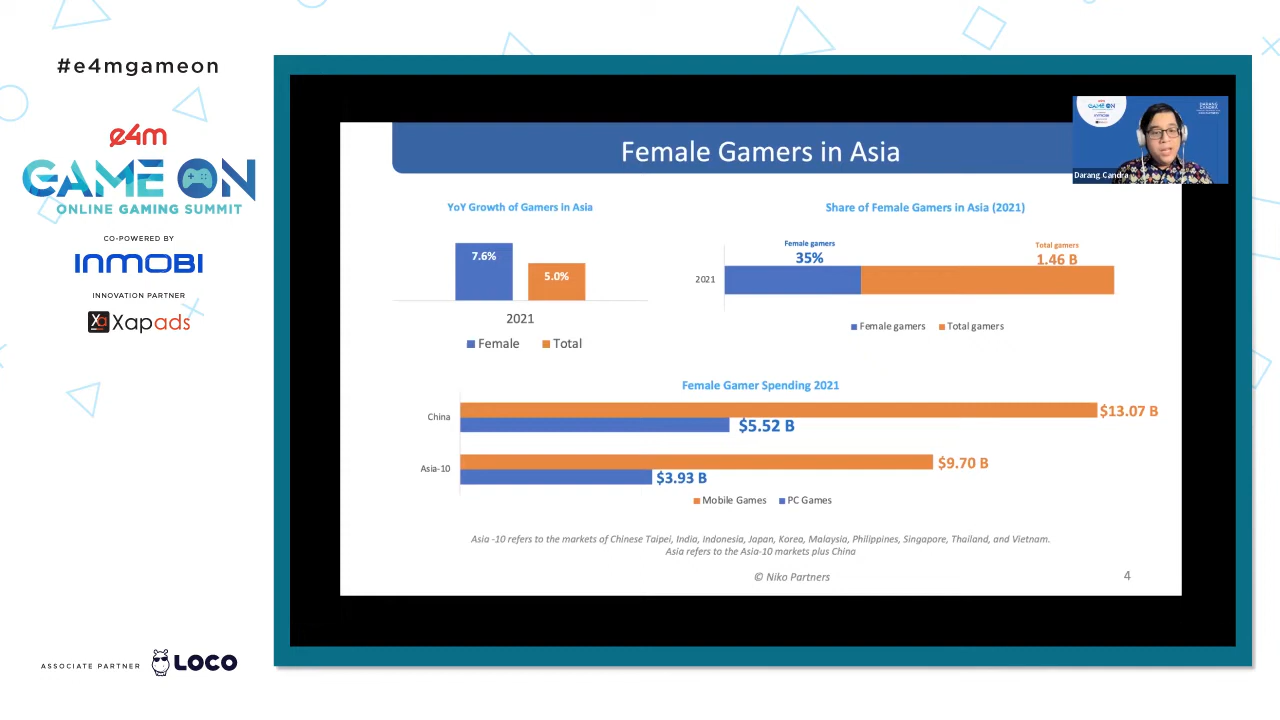 #e4mgameon
e4m
GAME ON
ONLINE GAMING SUMMIT
CO-POWERED BY
INMOBI
INNOVATION PARTNER
Xa Xapads
ASSOCIATE PARTNER
LOCO
Female Gamers in Asia
Darang Candra
YoY Growth of Gamers in Asia
7.6%
5.0%
2021
Female Total
Share of Female Gamers in Asia (2021)
Female gamers
35%
Total gamers
1.46 B
2021
Female gamers Total gamers
Female Gamer Spending 2021
China
$13.07 B
$5.52 B
Asia-10
$9.70 B
$3.93 B
Mobile Games PC Games
Asia -10 refers to the markets of Chinese Taipei, India, Indonesia, Japan, Korea, Malaysia, Philippines, Singapore, Thailand, and Vietnam.
Asia refers to the Asia-10 markets plus China
© Niko Partners
4